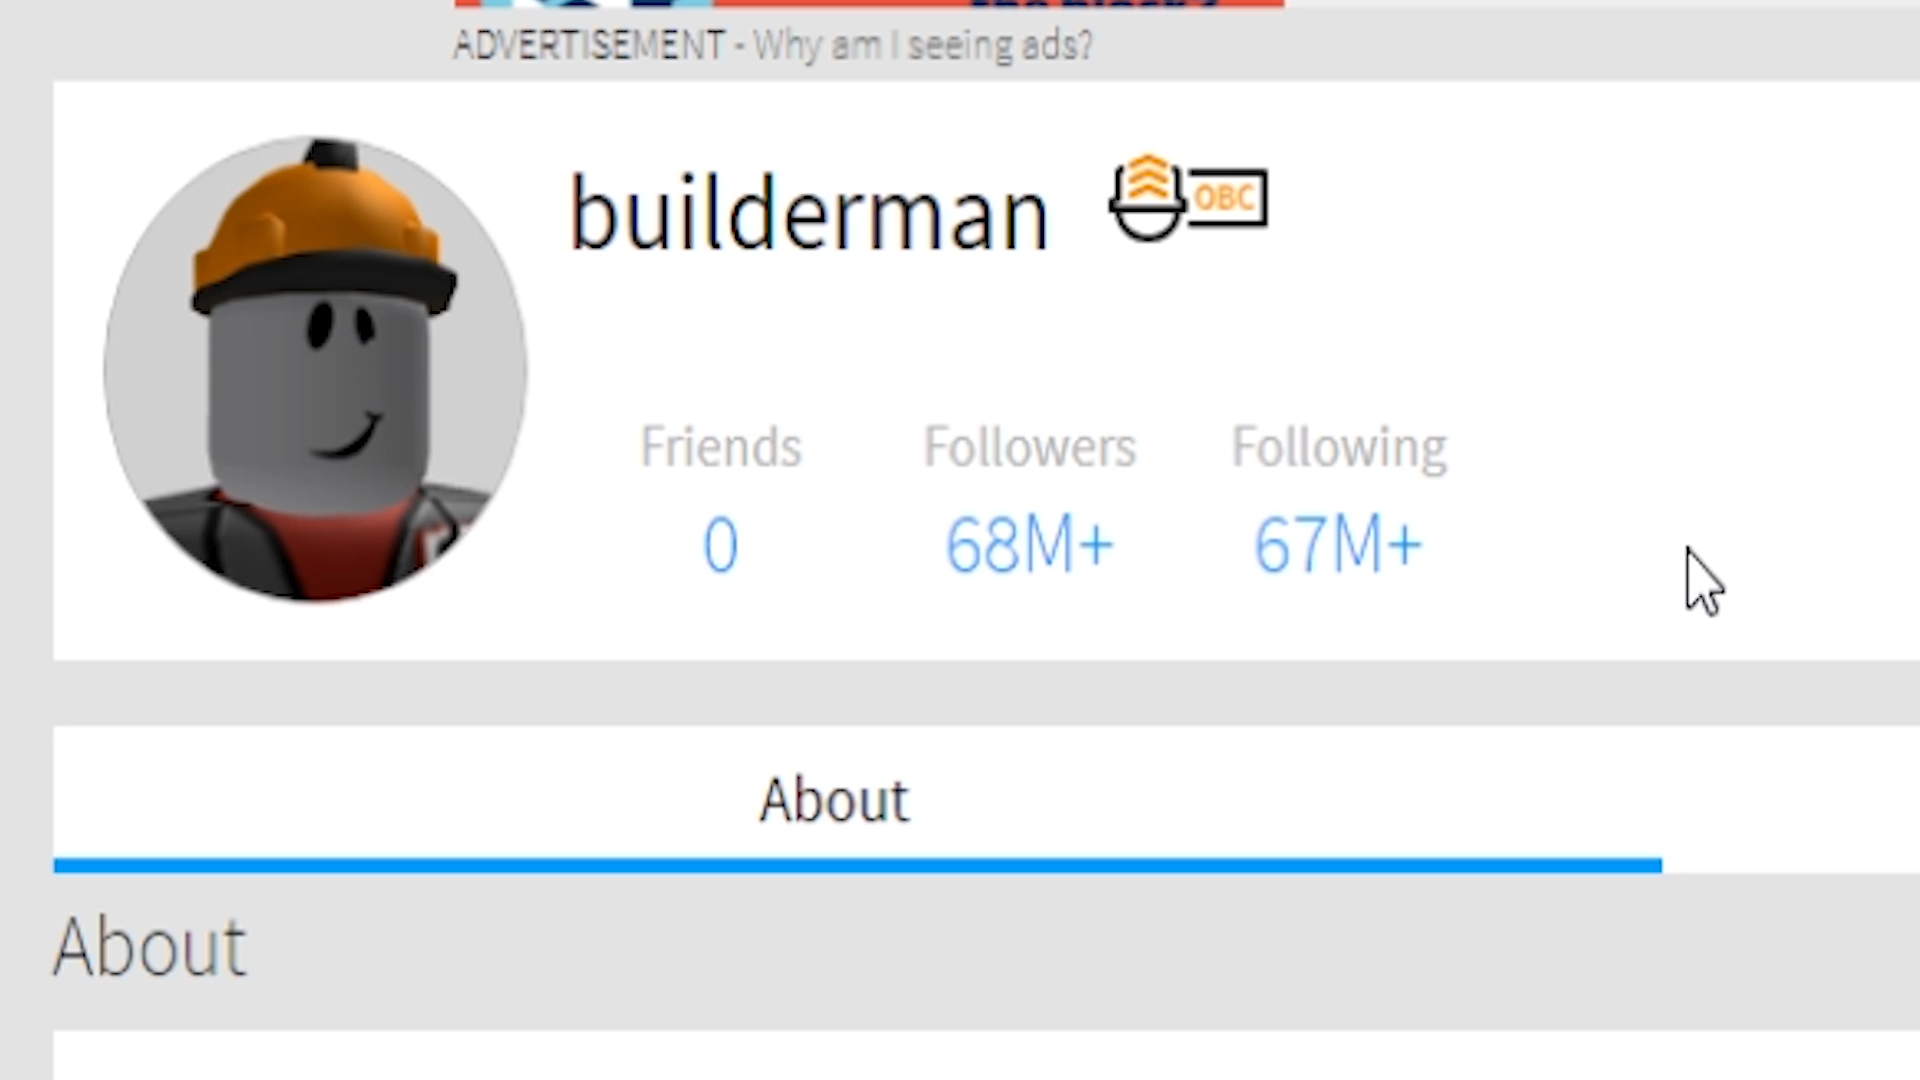 ADVERTISEMENT - Why am I seeing ads?
builderman OBC
Friends Followers Following
0 68M+ 67M+
About
About